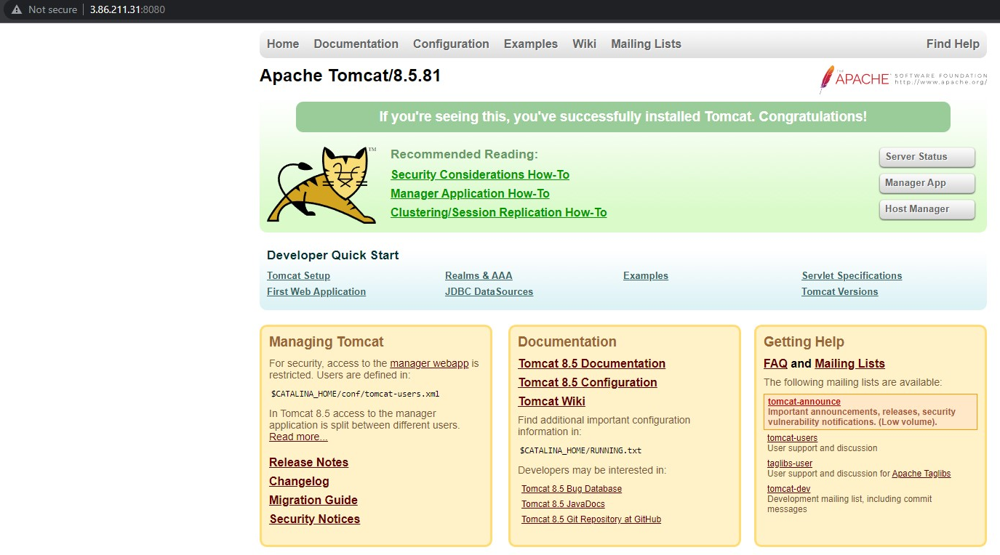 Not secure 3.86.211.31:8080
Home Documentation Configuration Examples Wiki Mailing Lists Find Help
Apache Tomcat/8.5.81
THE
APACHE SOFTWARE FOUNDATION
http://www.apache.org/
If you're seeing this, you've successfully installed Tomcat. Congratulations!
TM
Recommended Reading:
Security Considerations How-To
Manager Application How-To
Clustering/Session Replication How-To
Server Status
Manager App
Host Manager
Developer Quick Start
Tomcat Setup
First Web Application
Realms & AAA
JDBC DataSources
Examples
Servlet Specifications
Tomcat Versions
Managing Tomcat
For security, access to the manager webapp is
restricted. Users are defined in:
$CATALINA_HOME/conf/tomcat-users.xml
In Tomcat 8.5 access to the manager
application is split between different users.
Read more...
Release Notes
Changelog
Migration Guide
Security Notices
Documentation
Tomcat 8.5 Documentation
Tomcat 8.5 Configuration
Tomcat Wiki
Find additional important configuration
information in:
$CATALINA_HOME/RUNNING.txt
Developers may be interested in:
Tomcat 8.5 Bug Database
Tomcat 8.5 JavaDocs
Tomcat 8.5 Git Repository at GitHub
Getting Help
FAQ and Mailing Lists
The following mailing lists are available:
tomcat-announce
Important announcements, releases, security
vulnerability notifications. (Low volume).
tomcat-users
User support and discussion
taglibs-user
User support and discussion for Apache Taglibs
tomcat-dev
Development mailing list, including commit
messages